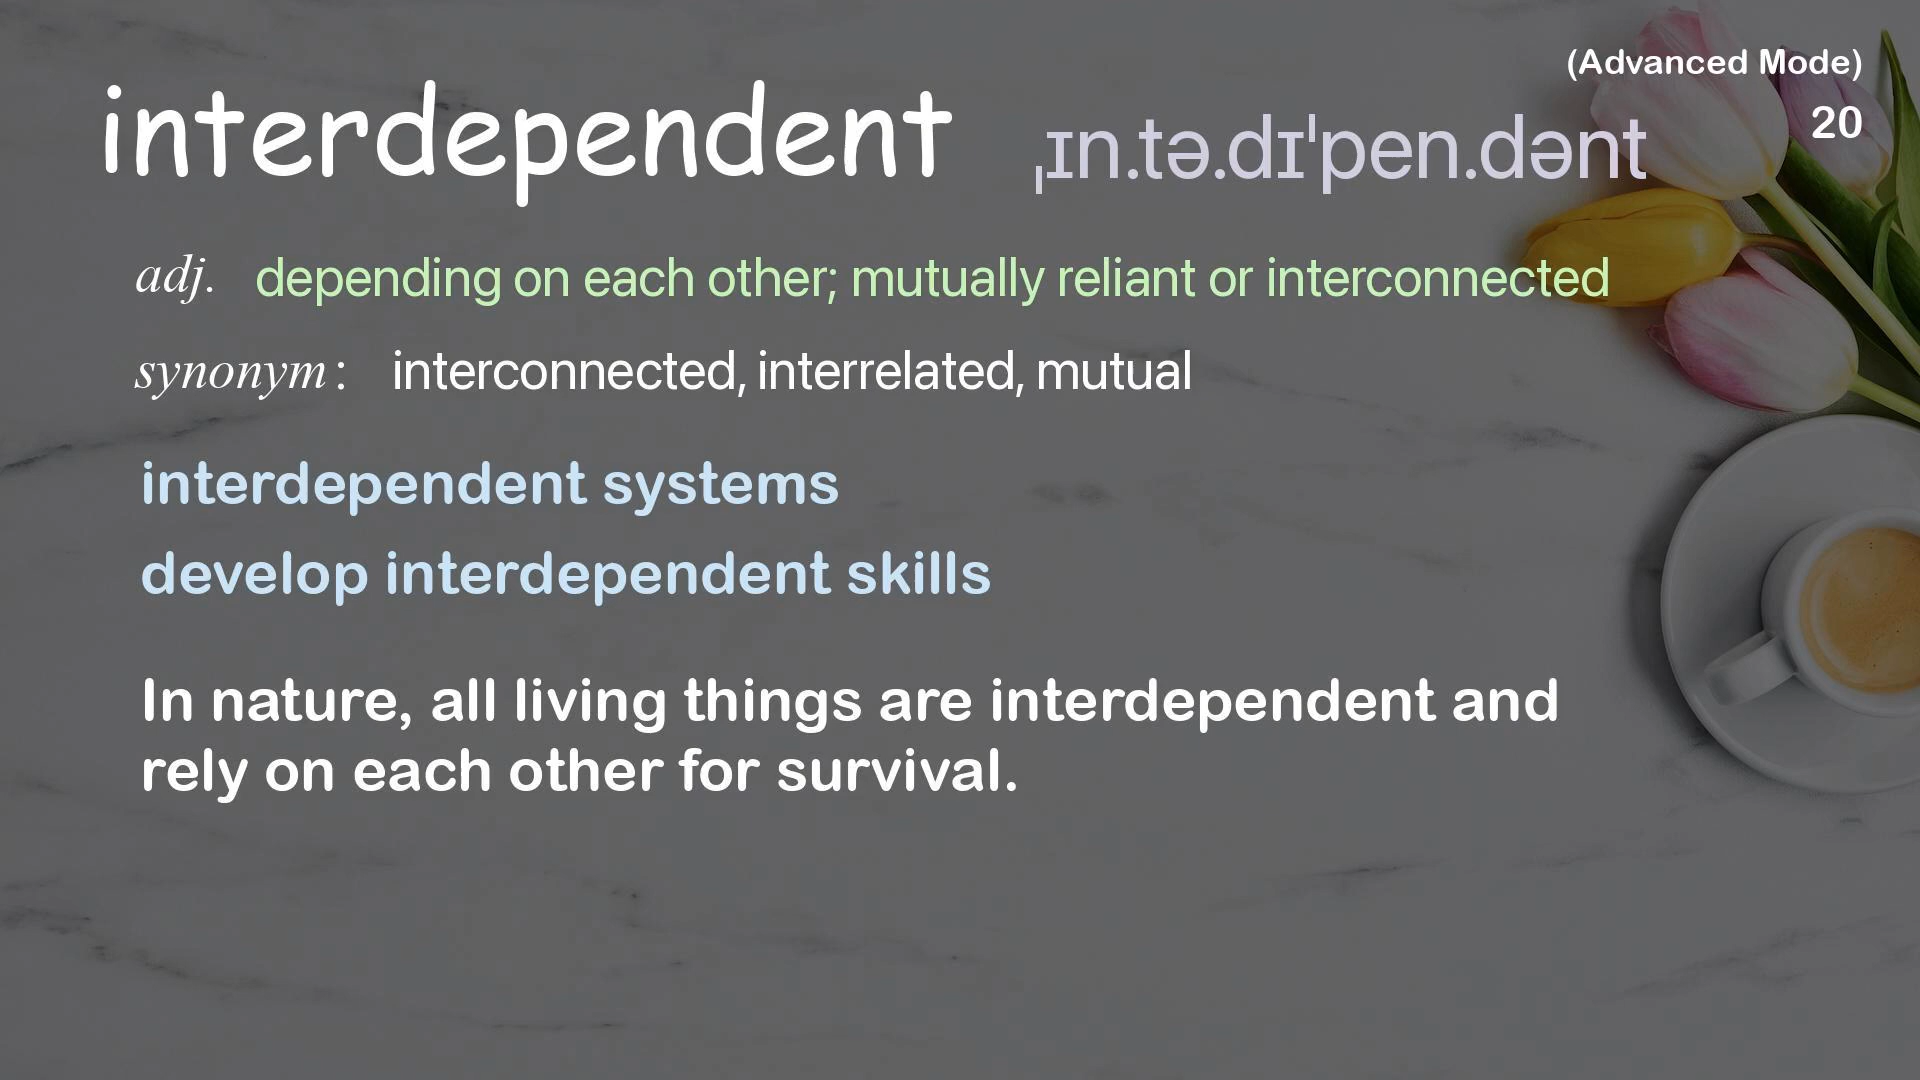 (Advanced Mode)
20
interdependent ˌɪn.tə.dɪˈpen.dənt
adj. depending on each other; mutually reliant or interconnected
synonym : interconnected, interrelated, mutual
interdependent systems
develop interdependent skills
In nature, all living things are interdependent and
rely on each other for survival.